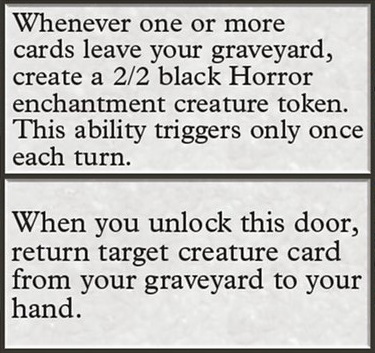 Whenever one or more
cards leave your graveyard,
create a 2/2 black Horror
enchantment creature token.
This ability triggers only once
each turn.
When you unlock this door,
return target creature card
from your graveyard to your
hand.